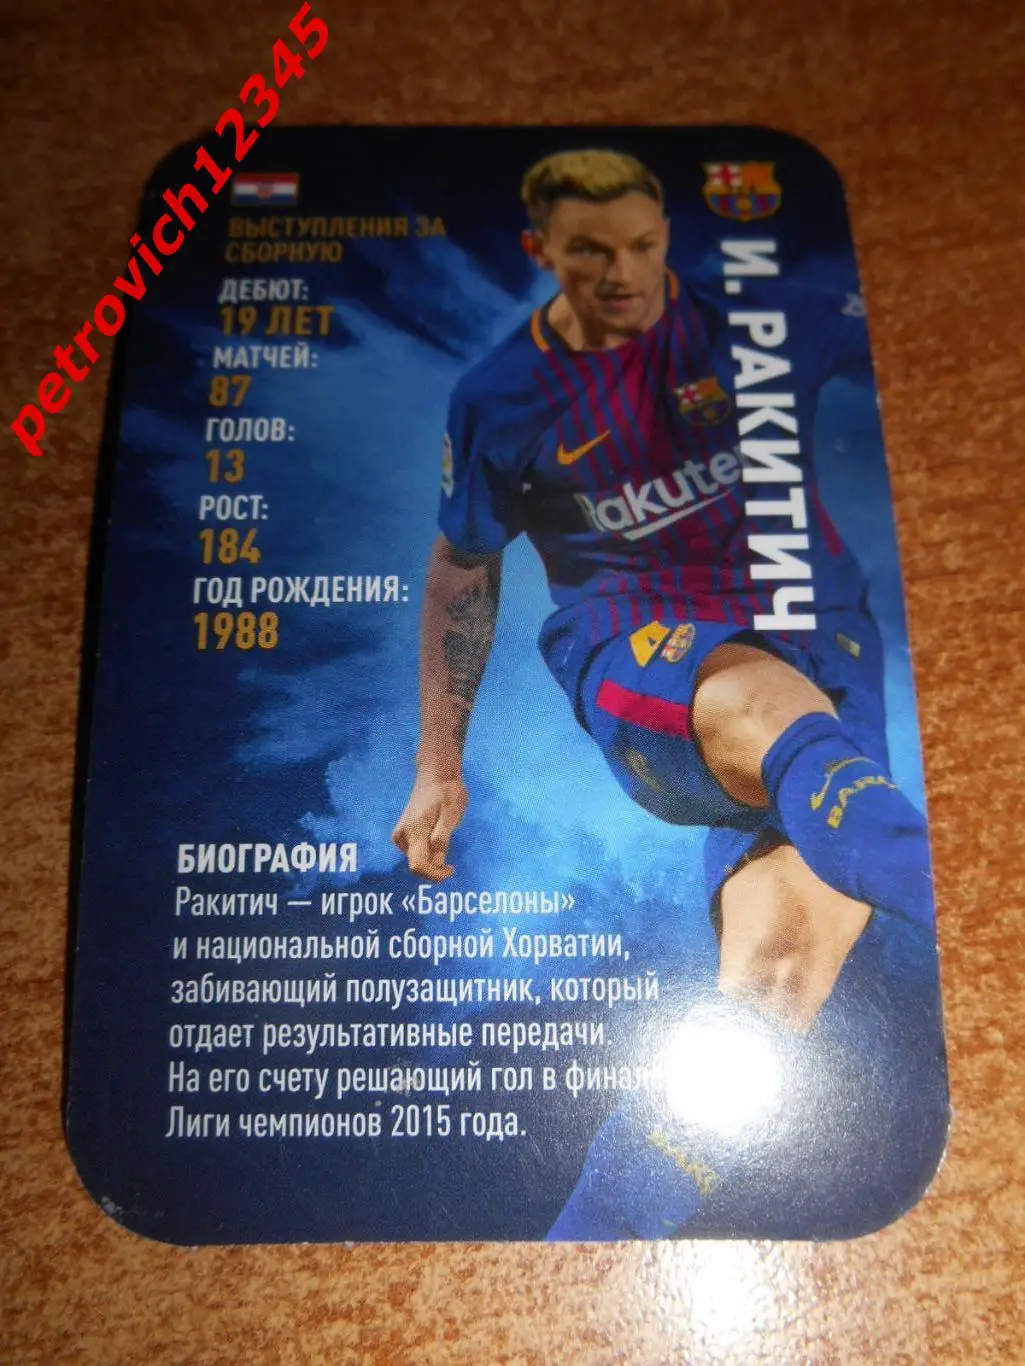 petrovich12345
ВЫСТУПЛЕНИЯ ЗА
СБОРНУЮ
ДЕБЮТ:
19 ЛЕТ
МАТЧЕЙ:
87
ГОЛОВ:
13
РОСТ:
184
ГОД РОЖДЕНИЯ:
1988
И. РАКИТИЧ
Rakuten
BARÇA
БИОГРАФИЯ
Ракитич — игрок «Барселоны»
и национальной сборной Хорватии,
забивающий полузащитник, который
отдает результативные передачи.
На его счету решающий гол в финале
Лиги чемпионов 2015 года.